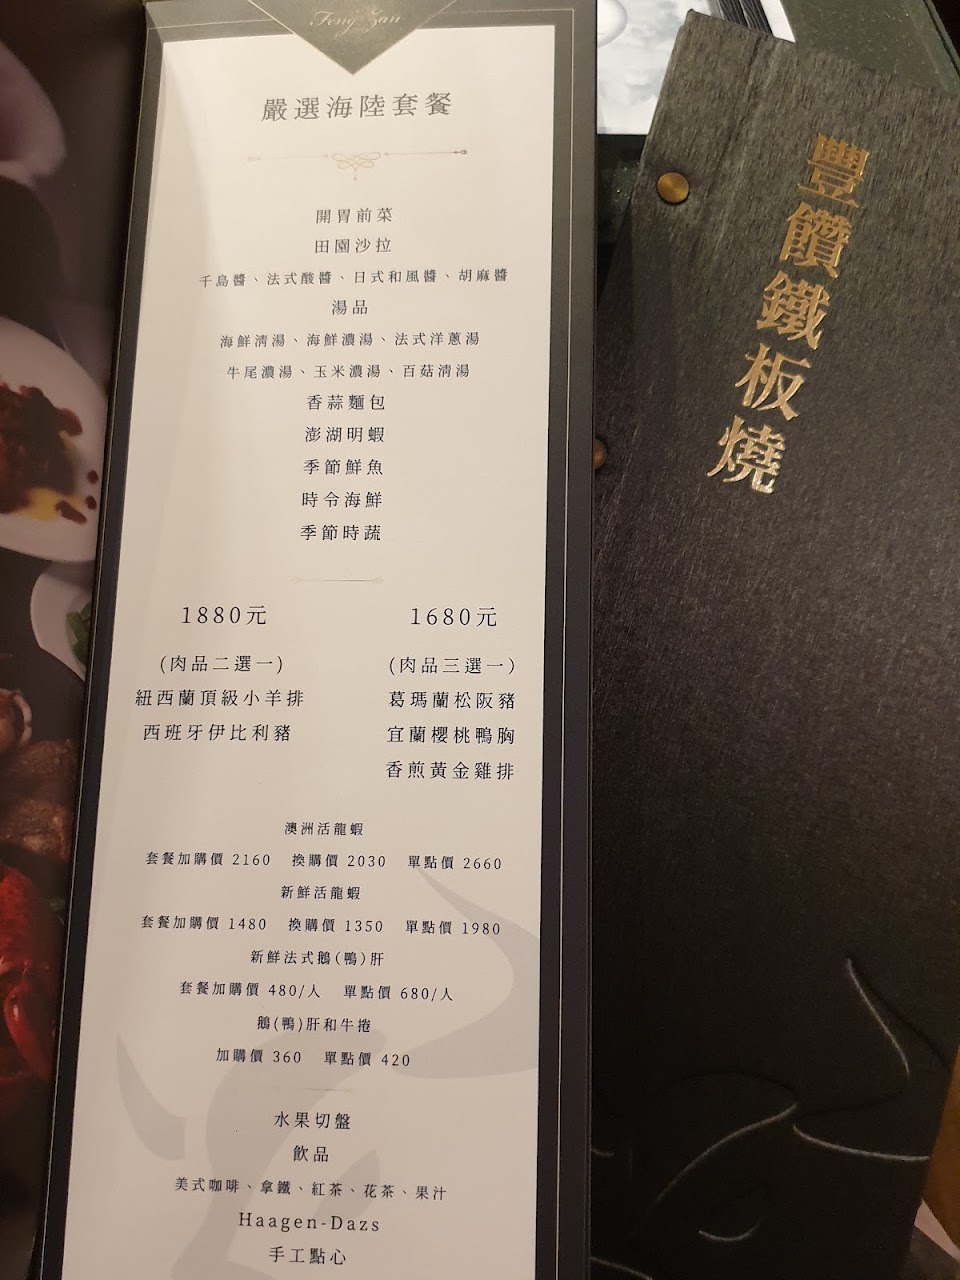 Feng Zan
嚴選海陸套餐
開胃前菜
田園沙拉
千島醬、法式酸醬、日式和風醬、胡麻醬
湯品
海鮮清湯、海鮮濃湯、法式洋蔥湯
牛尾濃湯、玉米濃湯、百菇清湯
香蒜麵包
澎湖明蝦
季節鮮魚
時令海鮮
季節時蔬
1880元
(肉品二選一)
紐西蘭頂級小羊排
西班牙伊比利豬
1680元
(肉品三選一)
葛瑪蘭松阪豬
宜蘭櫻桃鴨胸
香煎黃金雞排
澳洲活龍蝦
套餐加購價 2160 換購價 2030 單點價 2660
新鮮活龍蝦
套餐加購價 1480 換購價 1350 單點價 1980
新鮮法式鵝(鴨)肝
套餐加購價 480/人 單點價 680/人
鵝(鴨)肝和牛捲
加購價 360 單點價 420
水果切盤
飲品
美式咖啡、拿鐵、紅茶、花茶、果汁
Haagen-Dazs
手工點心
豐饡鐵板燒